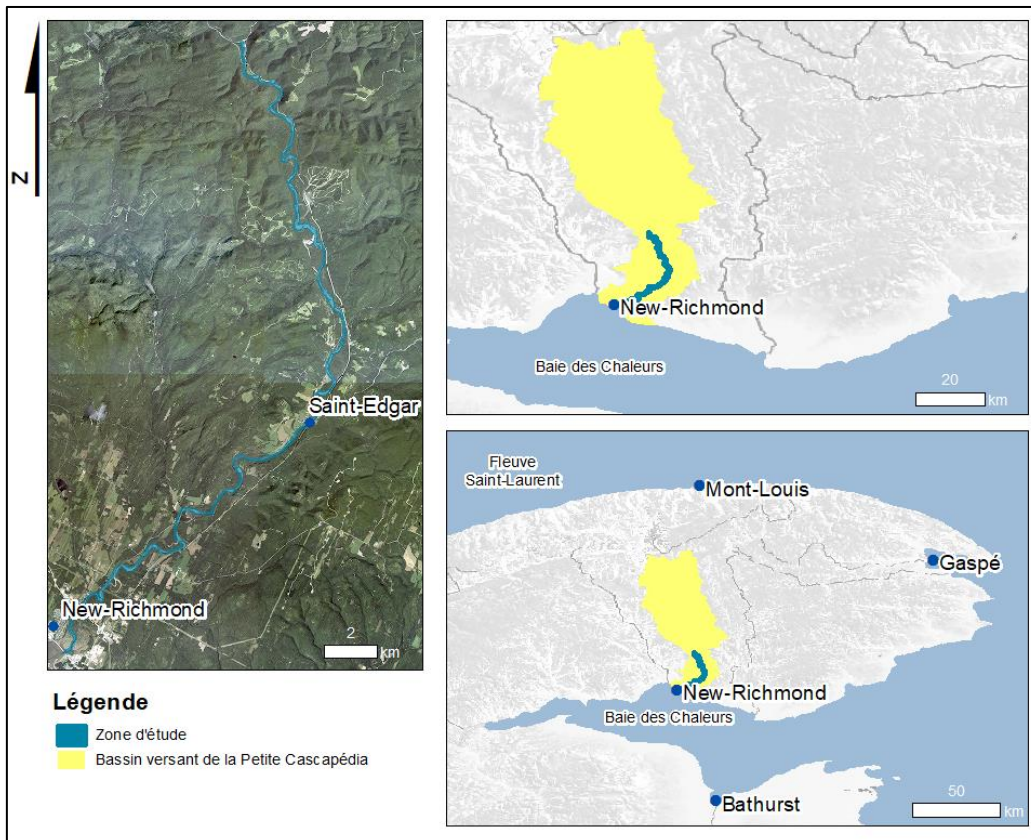 N
Saint-Edgar
New-Richmond
2
km
Légende
Zone d'étude
Bassin versant de la Petite Cascapédia
New-Richmond
Baie des Chaleurs
20
km
Fleuve
Saint-Laurent
Mont-Louis
Gaspé
New-Richmond
Baie des Chaleurs
Bathurst
50
km